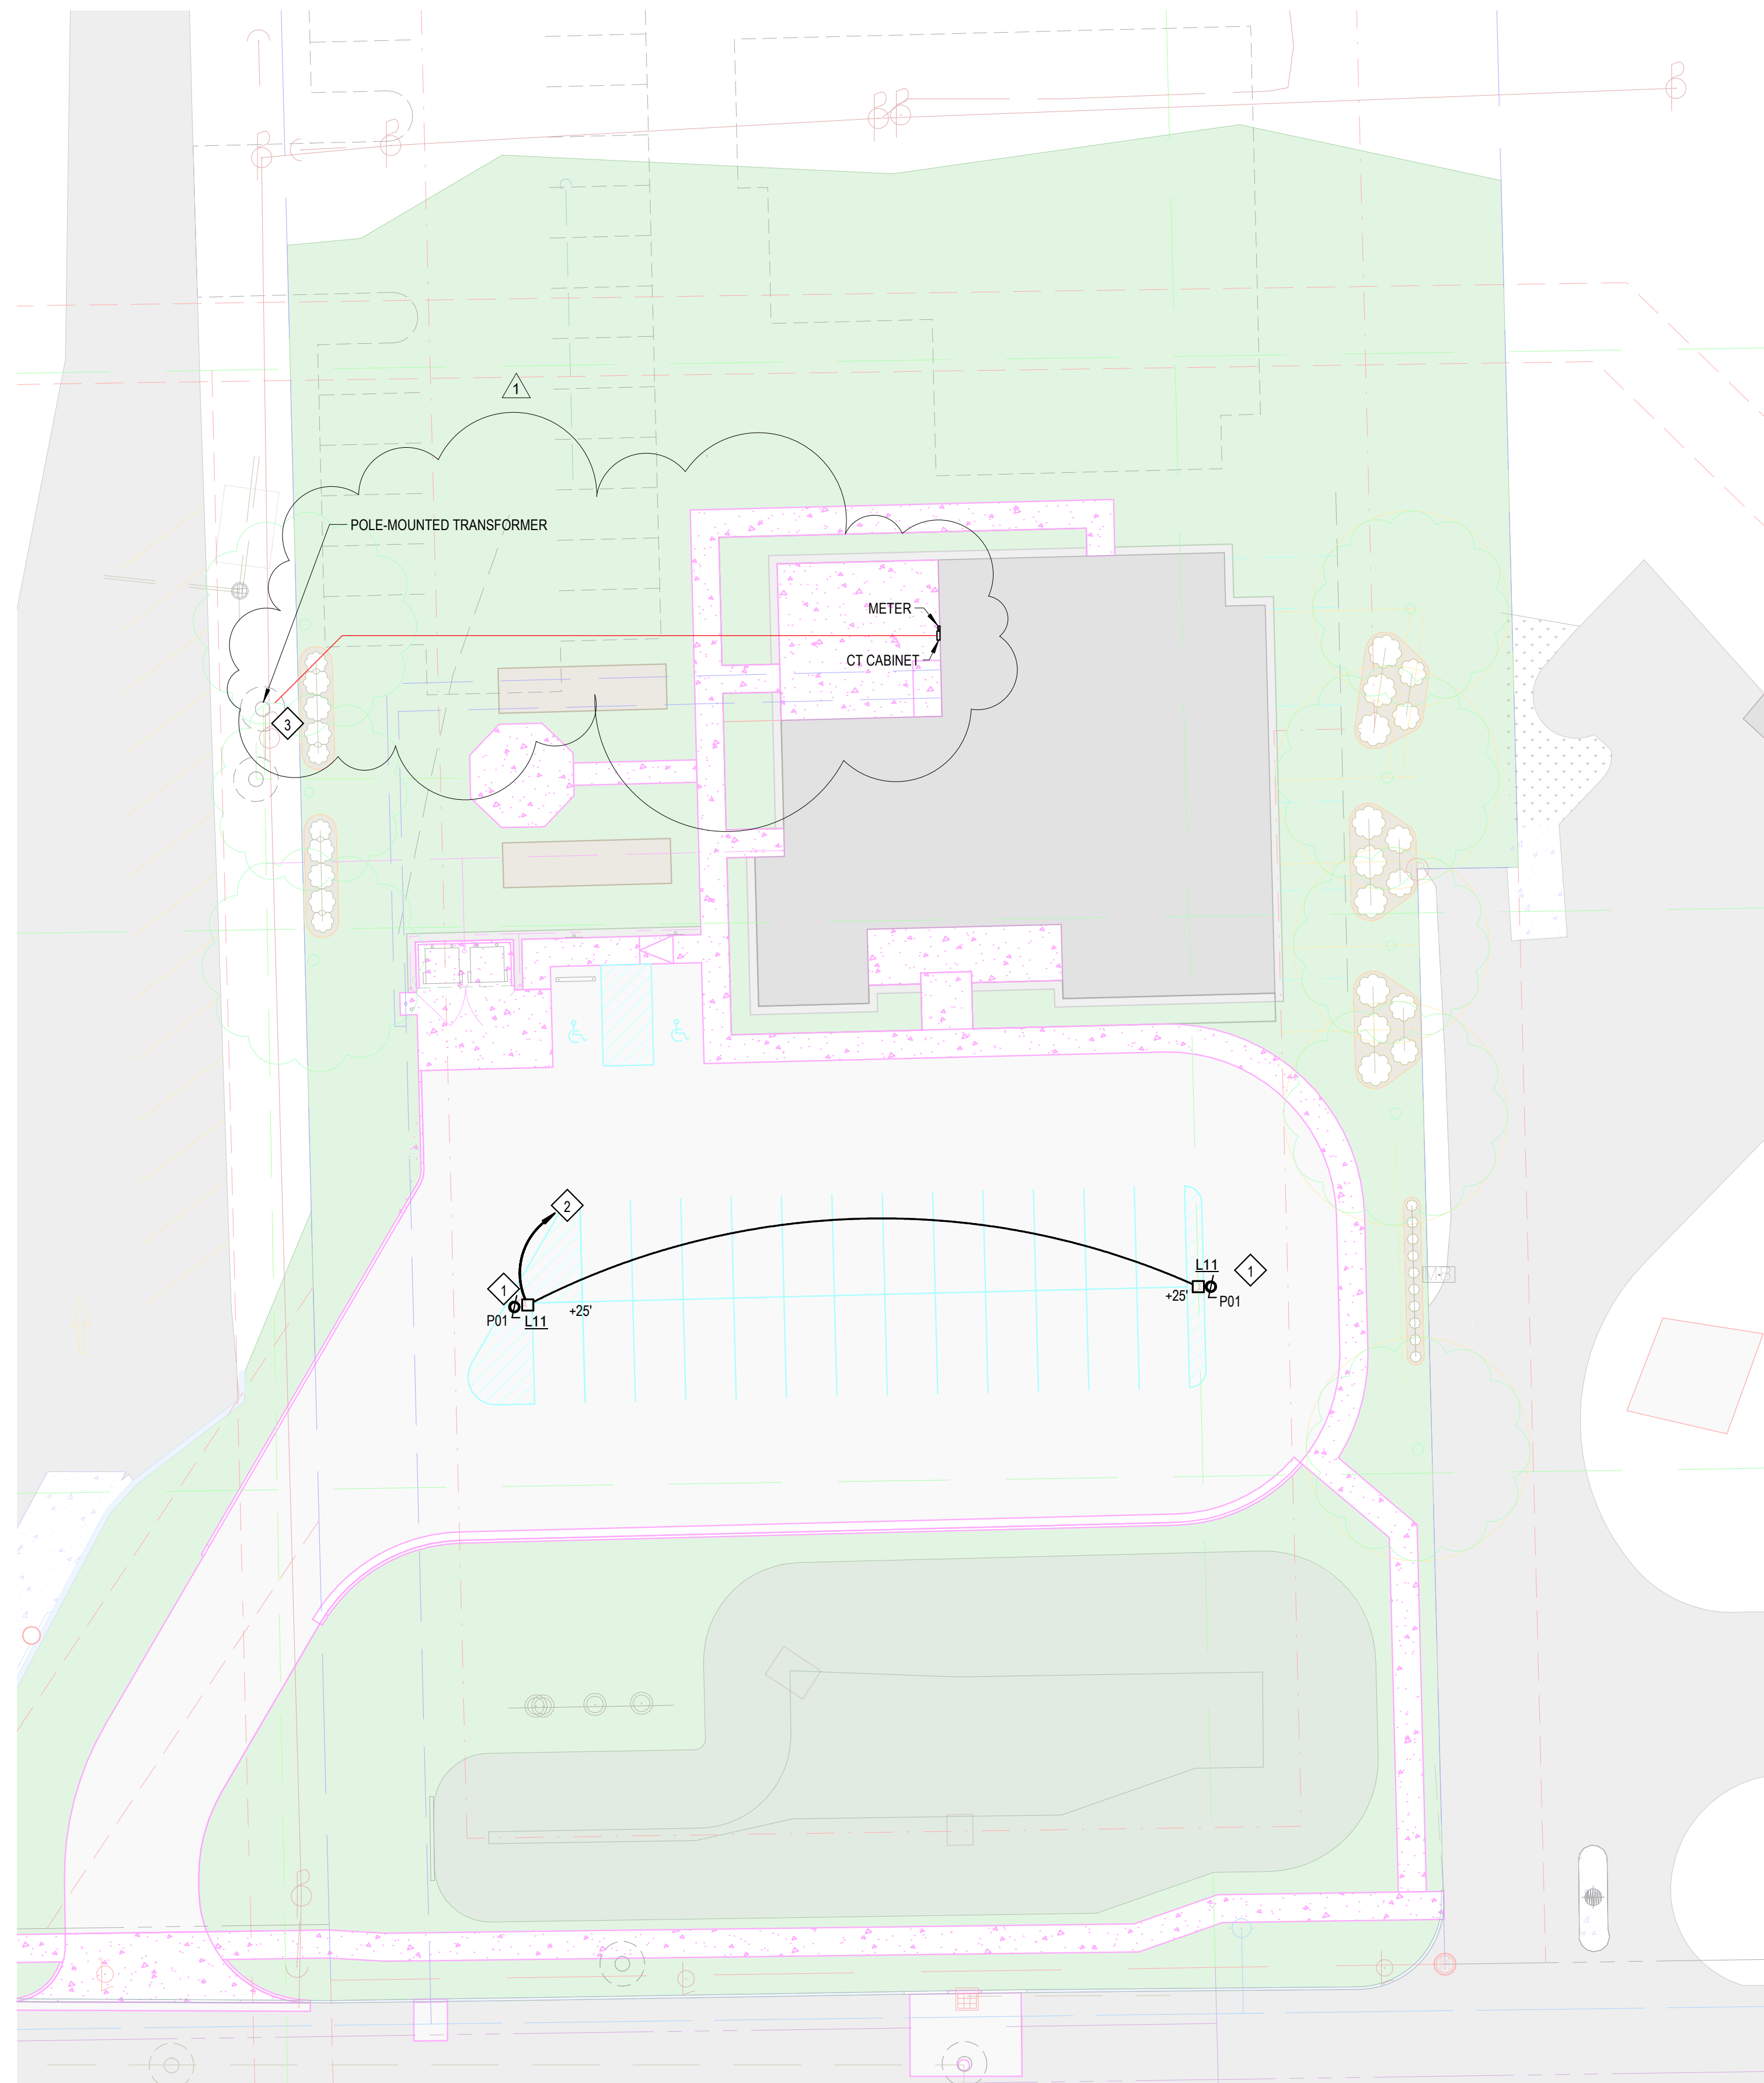 1
POLE-MOUNTED TRANSFORMER
METER
CT CABINET
3
2
1
L11
1
+25'
P01
P01
L11
+25'